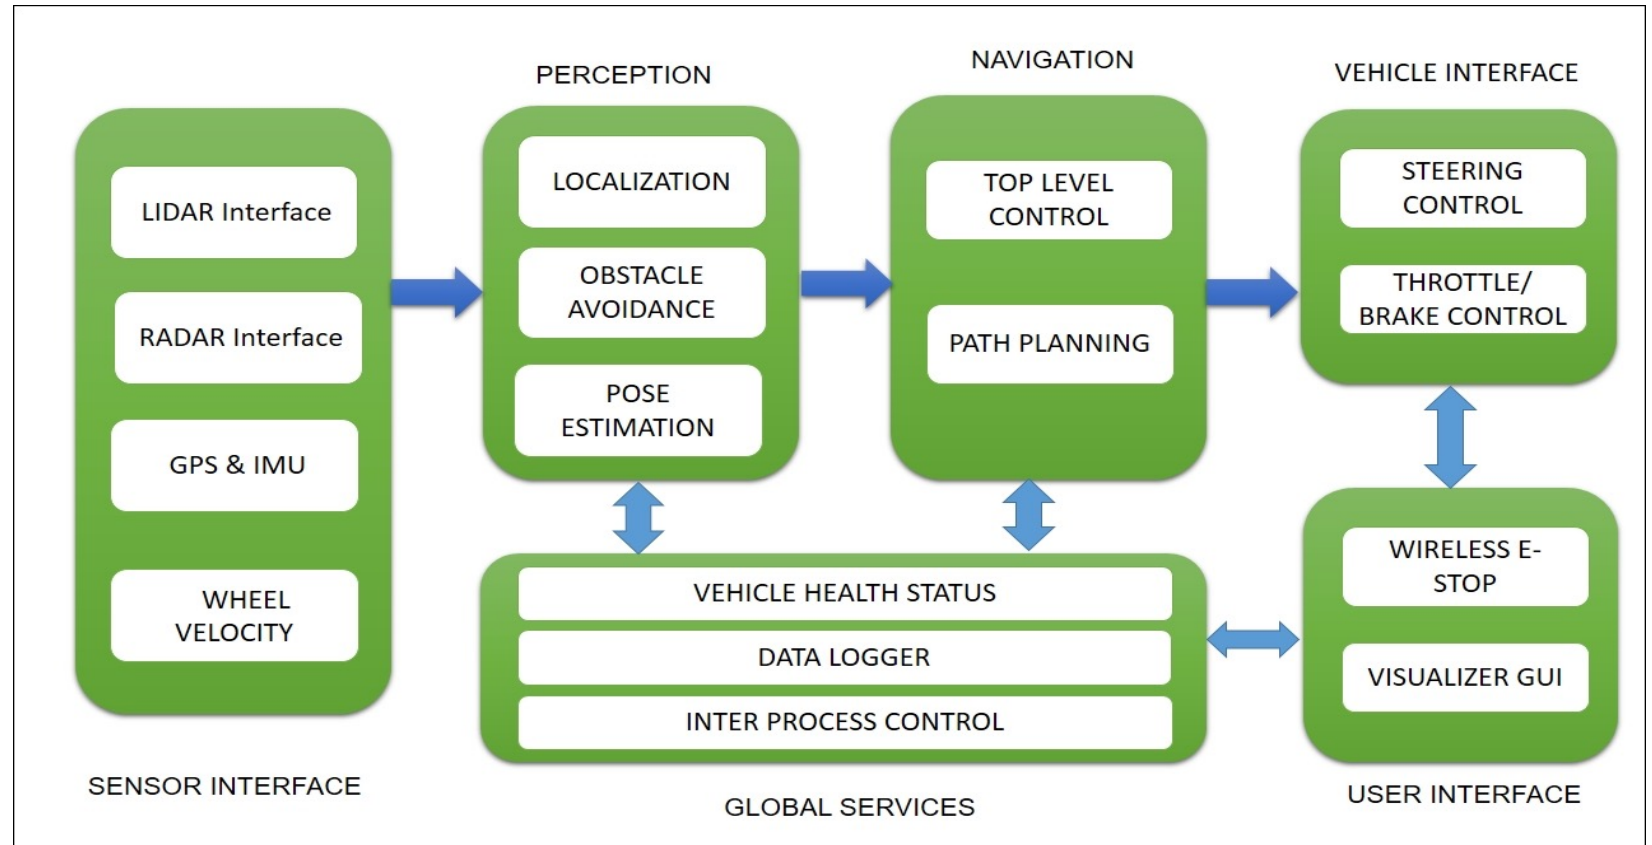 PERCEPTION
NAVIGATION
VEHICLE INTERFACE
LIDAR Interface
RADAR Interface
GPS & IMU
WHEEL
VELOCITY
SENSOR INTERFACE
LOCALIZATION
OBSTACLE
AVOIDANCE
POSE
ESTIMATION
TOP LEVEL
CONTROL
PATH PLANNING
STEERING
CONTROL
THROTTLE/
BRAKE CONTROL
VEHICLE HEALTH STATUS
DATA LOGGER
INTER PROCESS CONTROL
GLOBAL SERVICES
WIRELESS E-
STOP
VISUALIZER GUI
USER INTERFACE